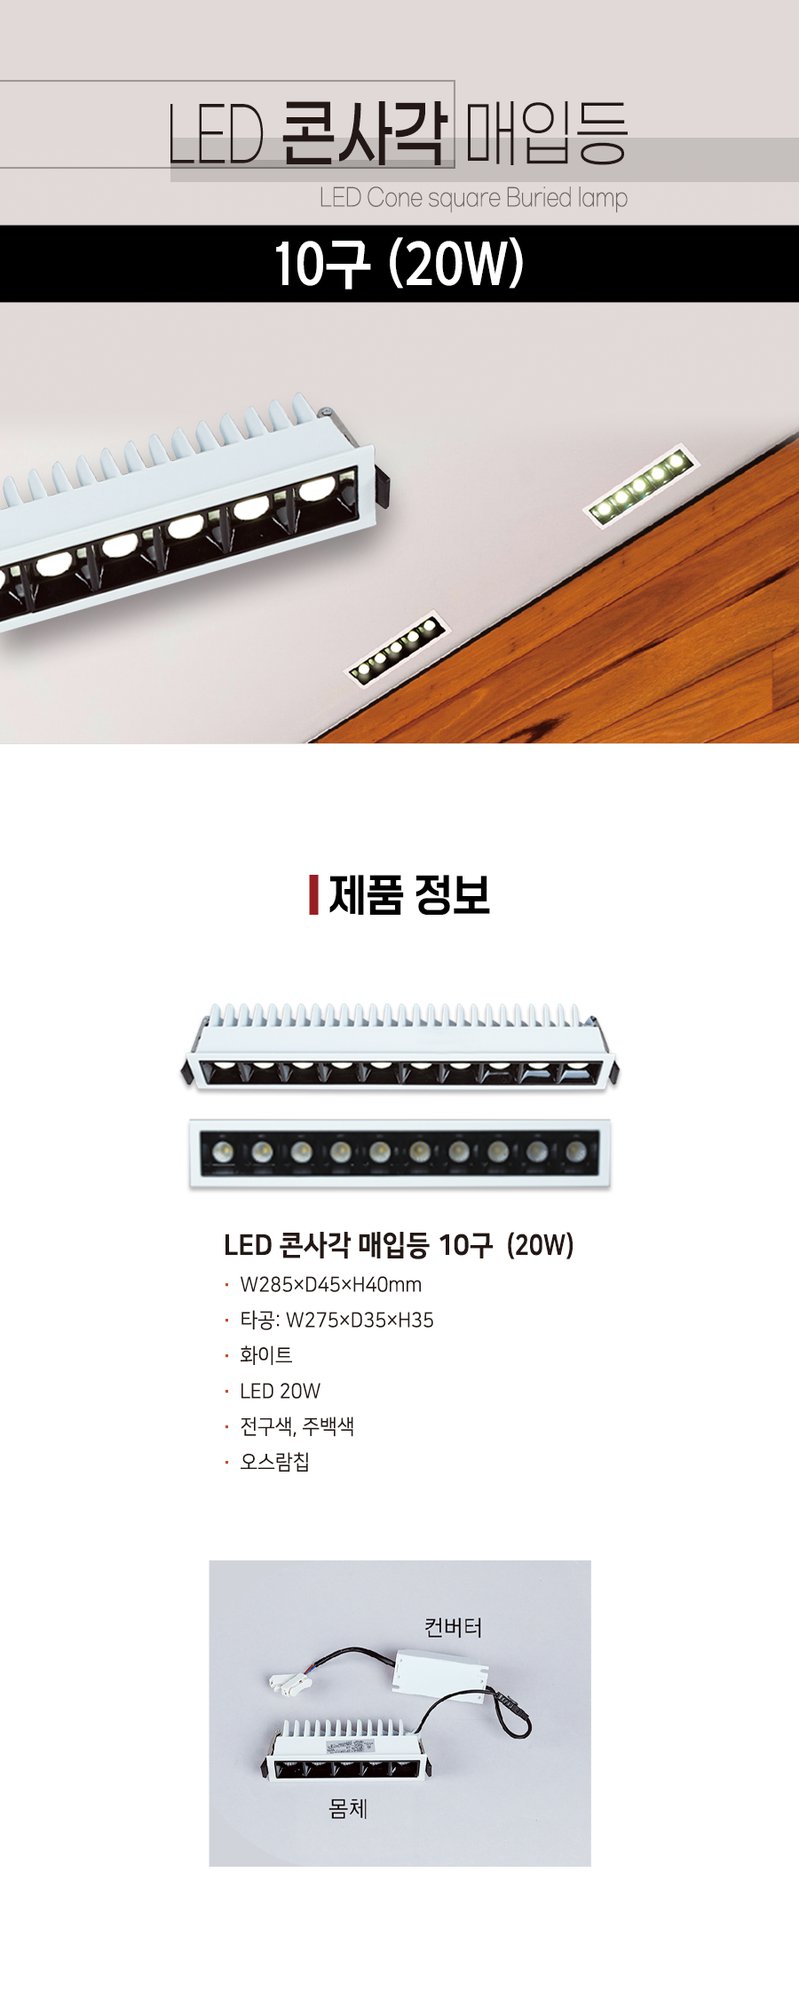 LED 콘사각 매입등
LED Cone square Buried lamp
10구 (20W)
제품 정보
LED 콘사각 매입등 10구 (20W)
· W285×D45×H40mm
· 타공: W275×D35×H35
· 화이트
· LED 20W
· 전구색, 주백색
· 오스람칩
컨버터
몸체